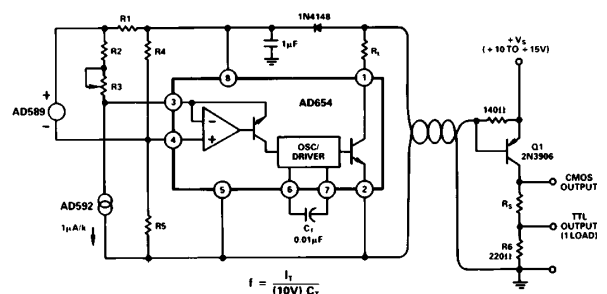 R1
1N4148
R2
R4
1μF
Rt
+VS
(+10 TO +15V)
R3
8
1
AD589
+
−
3
AD654
140Ω
4
−
+
OSC/
DRIVER
Q1
2N3906
CMOS
OUTPUT
5
6
7
2
RS
AD592
1μA/k
R5
CT
0.01μF
TTL
OUTPUT
(1 LOAD)
R6
220Ω
f = IT
(10V) CT